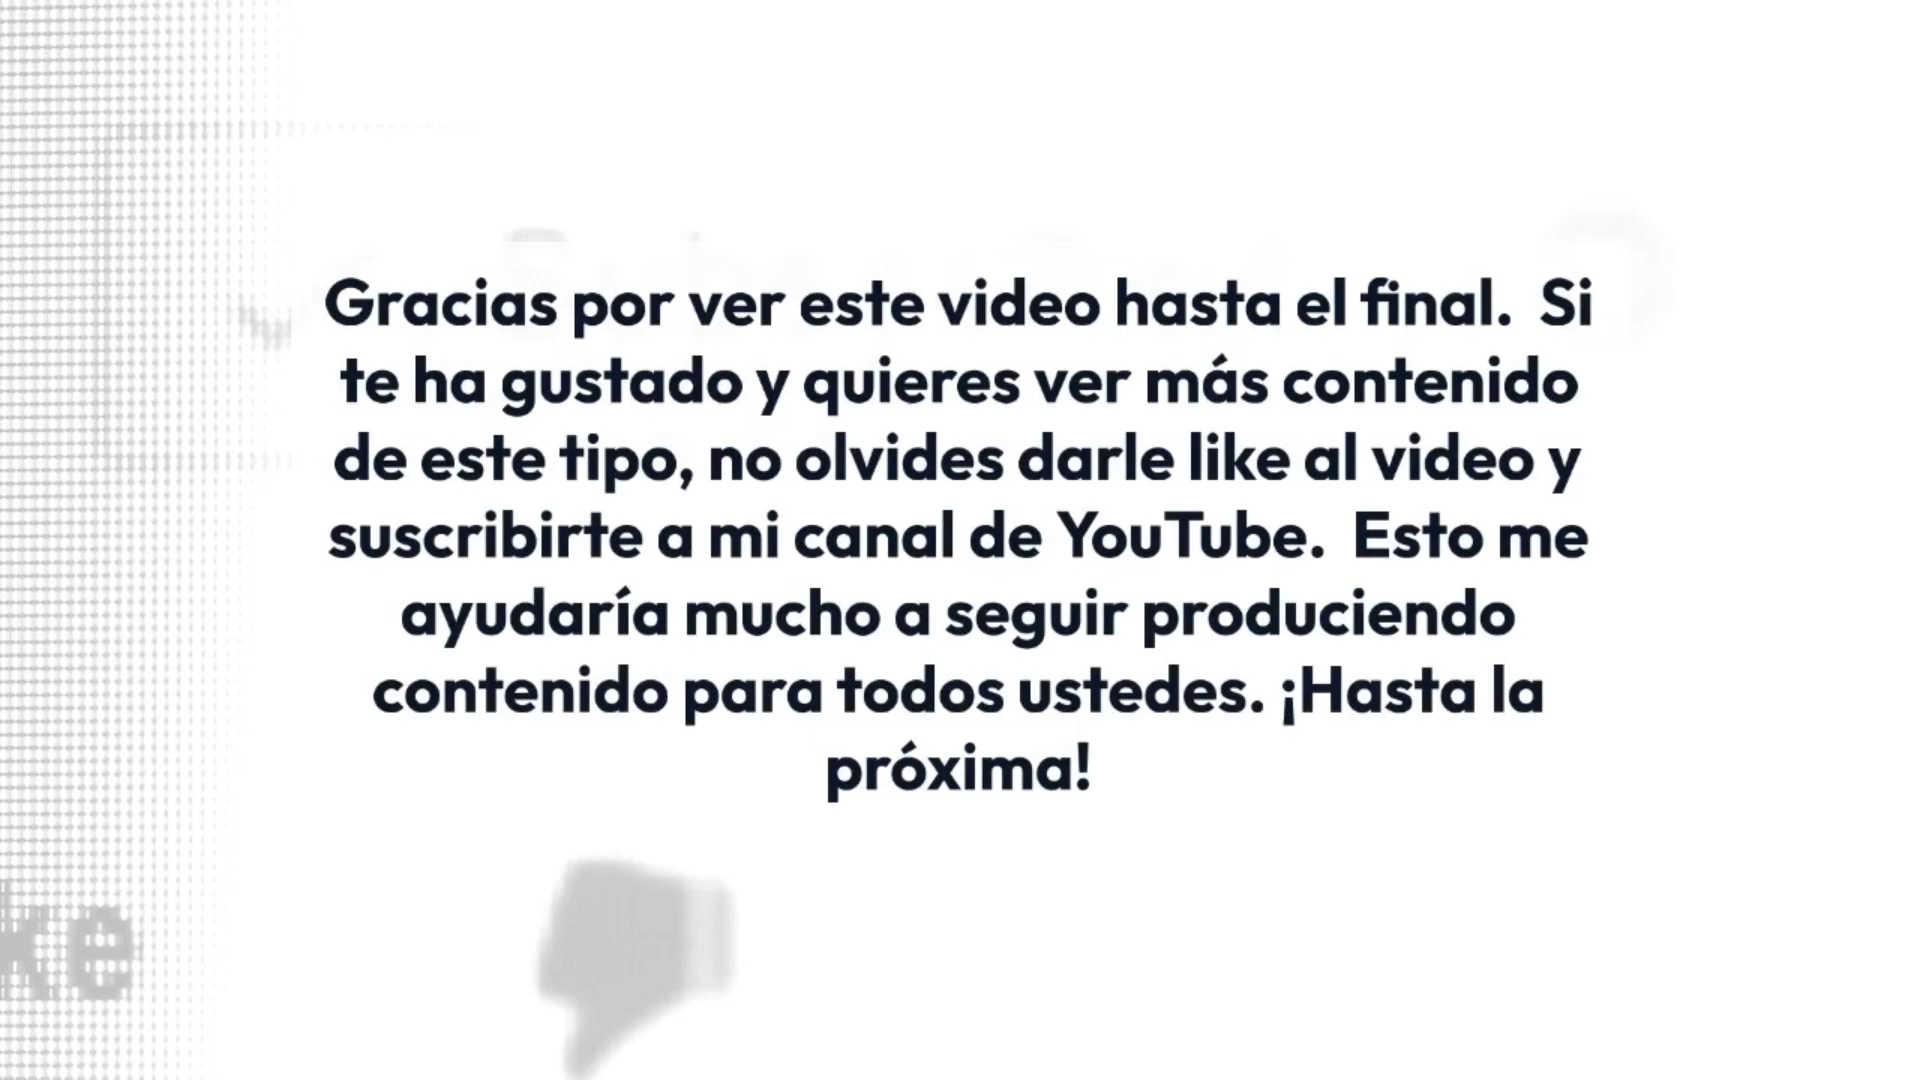 Gracias por ver este video hasta el final.  Si
te ha gustado y quieres ver más contenido
de este tipo, no olvides darle like al video y
suscribirte a mi canal de YouTube.  Esto me
ayudaría mucho a seguir produciendo
contenido para todos ustedes. ¡Hasta la
próxima!
ke